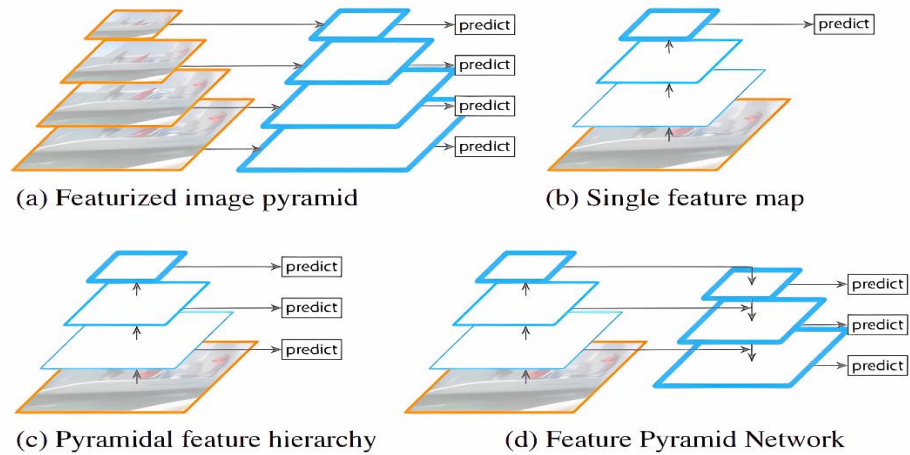 predict
predict
predict
predict
predict
(a) Featurized image pyramid
(b) Single feature map
predict
predict
predict
predict
predict
predict
(c) Pyramidal feature hierarchy
(d) Feature Pyramid Network